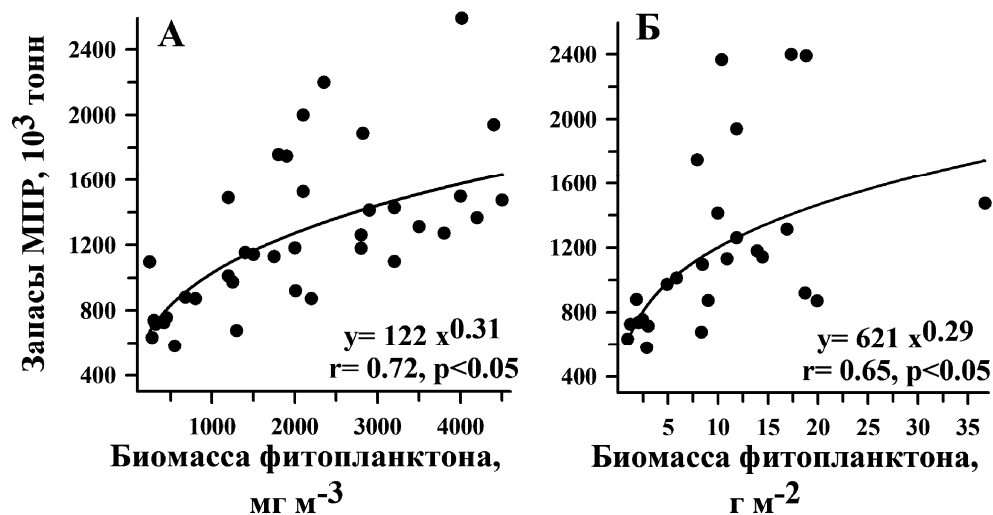 А
Б
Запасы МПР, 10³ тонн
2400
2000
1600
1200
800
400
y= 122 x^0.31
r= 0.72, p<0.05
1000
2000
3000
4000
Биомасса фитопланктона,
мг м⁻³
2400
2000
1600
1200
800
400
y= 621 x^0.29
r= 0.65, p<0.05
5
10
15
20
25
30
35
Биомасса фитопланктона,
г м⁻²